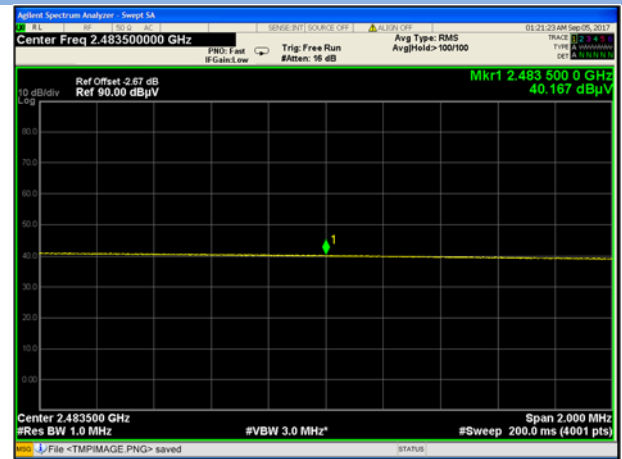 Agilent Spectrum Analyzer - Swept SA
RL RF 50 Ω AC SENSE:INT SOURCE OFF ALIGN OFF 01:21:23 AM Sep 05, 2017
Center Freq 2.483500000 GHz
PNO: Fast
IFGain:Low
Trig: Free Run
#Atten: 16 dB
Avg Type: RMS
Avg|Hold>100/100
TRACE 1 2 3 4 5 6
TYPE A
DET A N N N N N
Mkr1 2.483 500 0 GHz
40.167 dBµV
Ref Offset -2.67 dB
10 dB/div Ref 90.00 dBµV
Log
80.0
70.0
60.0
50.0
1
40.0
30.0
20.0
10.0
0.00
Center 2.483500 GHz Span 2.000 MHz
#Res BW 1.0 MHz #VBW 3.0 MHz* #Sweep 200.0 ms (4001 pts)
MSG File <TMPIMAGE.PNG> saved STATUS